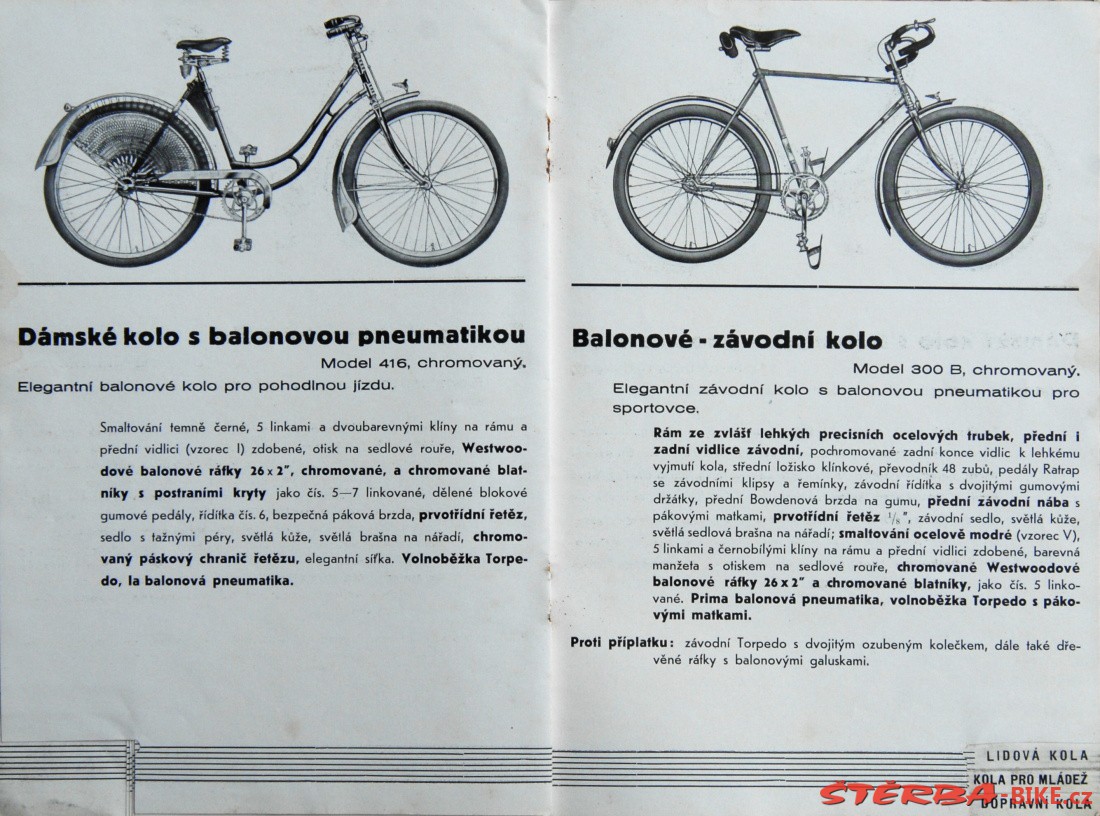 Dámské kolo s balonovou pneumatikou
Model 416, chromovaný.
Elegantní balonové kolo pro pohodlnou jízdu.
Smaltování temně černé, 5 linkami a dvoubarevnými klíny na rámu a
přední vidlici (vzorec I) zdobené, otisk na sedlové rouře, Westwoo-
dové balonové ráfky 26 x 2", chromované, a chromované blat-
níky s postraními kryty jako čís. 5—7 linkované, dělené blokové
gumové pedály, řídítka čís. 6, bezpečná páková brzda, prvotřídní řetěz,
sedlo s tažnými péry, světlá kůže, světlá brašna na nářadí, chromo-
vaný páskový chranič řetězu, elegantní síťka. Volnoběžka Torpe-
do, Ia balonová pneumatika.
Balonové - závodní kolo
Model 300 B, chromovaný.
Elegantní závodní kolo s balonovou pneumatikou pro
sportovce.
Rám ze zvlášť lehkých precisních ocelových trubek, přední i
zadní vidlice závodní, pochromované zadní konce vidlic k lehkému
vyjmutí kola, střední ložisko klínkové, převodník 48 zubů, pedály Ratrap
se závodními klipsy a řemínky, závodní řídítka s dvojitými gumovými
držátky, přední Bowdenová brzda na gumu, přední závodní nába s
pákovými matkami, prvotřídní řetěz ¹/₈", závodní sedlo, světlá kůže,
světlá sedlová brašna na nářadí; smaltování ocelově modré (vzorec V),
5 linkami a černobílými klíny na rámu a přední vidlici zdobené, barevná
manžeta s otiskem na sedlové rouře, chromované Westwoodové
balonové ráfky 26 x 2" a chromované blatníky, jako čís. 5 linko-
vané. Prima balonová pneumatika, volnoběžka Torpedo s páko-
vými matkami.
Proti příplatku: závodní Torpedo s dvojitým ozubeným kolečkem, dále také dře-
věné ráfky s balonovými galuskami.
LIDOVÁ KOLA
KOLA PRO MLÁDEŽ
DOPRAVNÍ KOLA
ŠTĚRBA-BIKE.cz